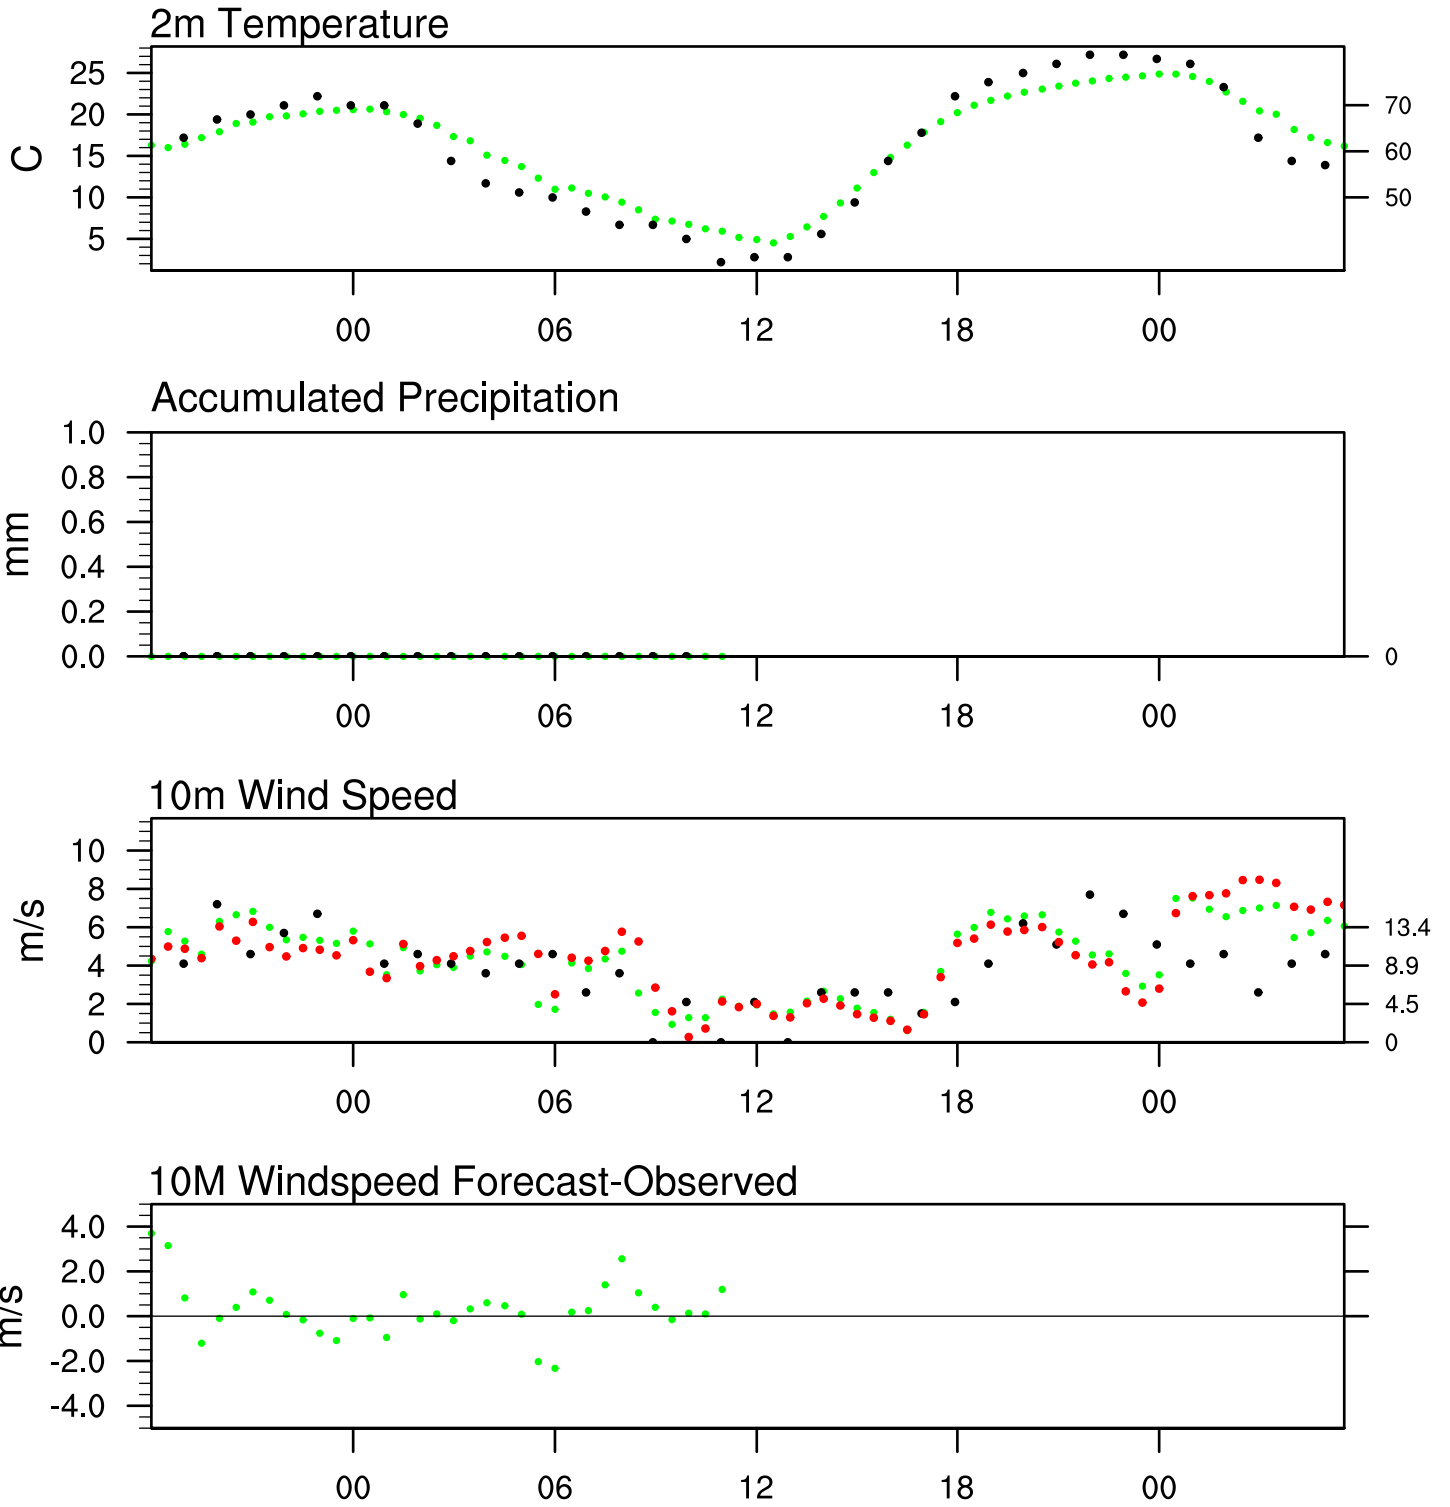 2m Temperature
C
25
20
15
10
5
70
60
50
00 06 12 18 00
Accumulated Precipitation
mm
1.0
0.8
0.6
0.4
0.2
0.0
0
00 06 12 18 00
10m Wind Speed
m/s
10
8
6
4
2
0
13.4
8.9
4.5
0
00 06 12 18 00
10M Windspeed Forecast-Observed
m/s
4.0
2.0
0.0
-2.0
-4.0
00 06 12 18 00